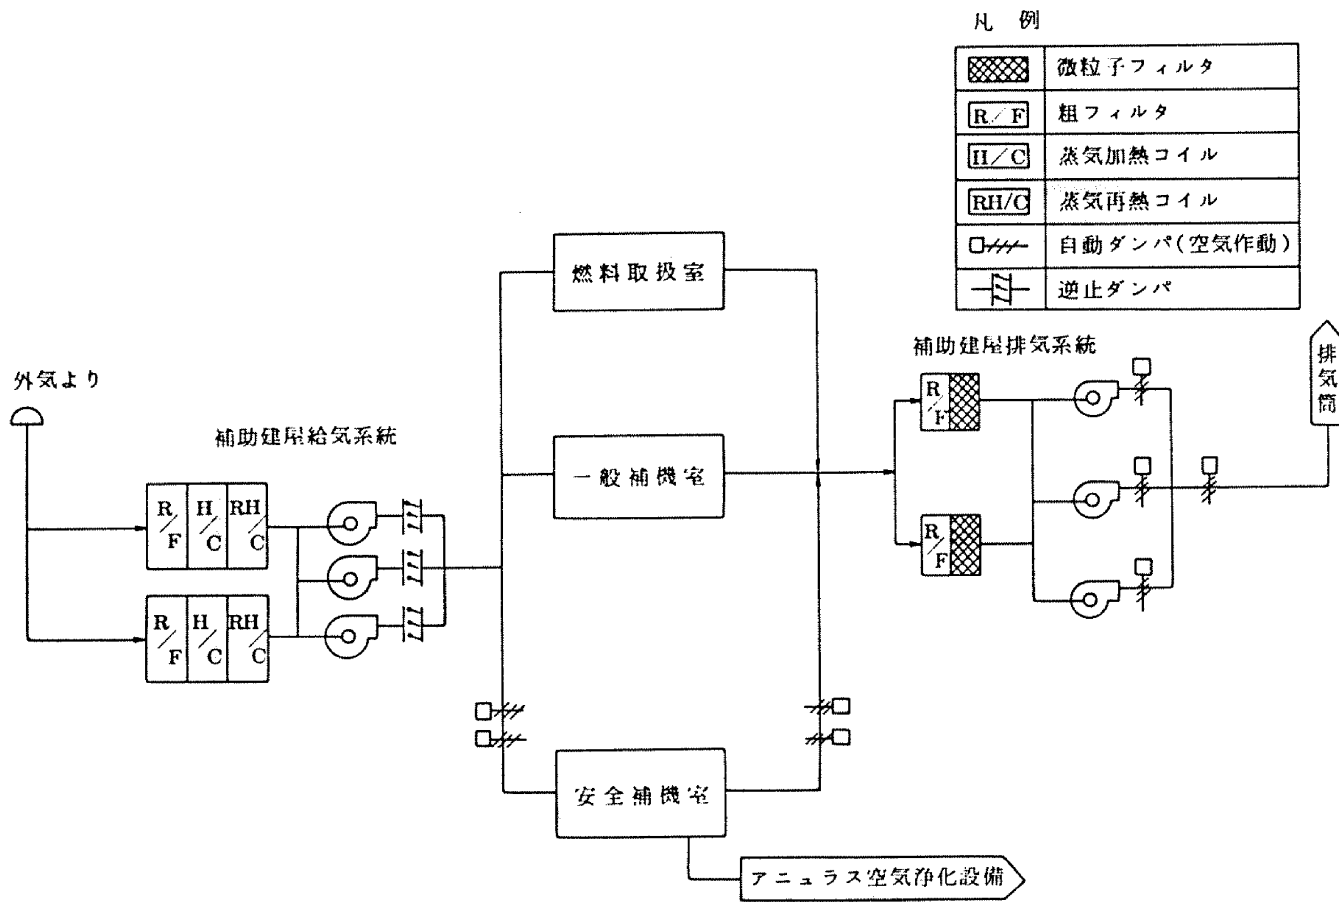 凡 例
微粒子フィルタ
R/F 粗フィルタ
H/C 蒸気加熱コイル
RH/C 蒸気再熱コイル
自動ダンパ(空気作動)
逆止ダンパ
燃料取扱室
補助建屋排気系統
排気筒
外気より
R/F
補助建屋給気系統
一般補機室
R/F H/C RH/C
R/F
R/F H/C RH/C
安全補機室
アニュラス空気浄化設備